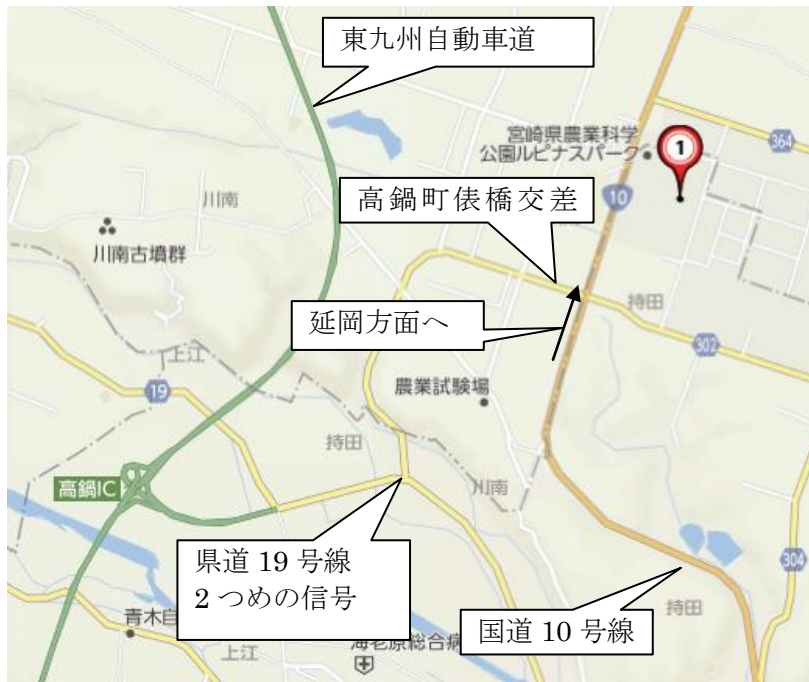 東九州自動車道
宮崎県農業科学
公園ルピナスパーク
1
364
川南
高鍋町俵橋交差
10
川南古墳群
延岡方面へ
持田
302
上江
19
農業試験場
持田
高鍋IC
川南
県道 19 号線
2 つめの信号
304
青木
国道 10 号線
持田
上江
海老原総合病